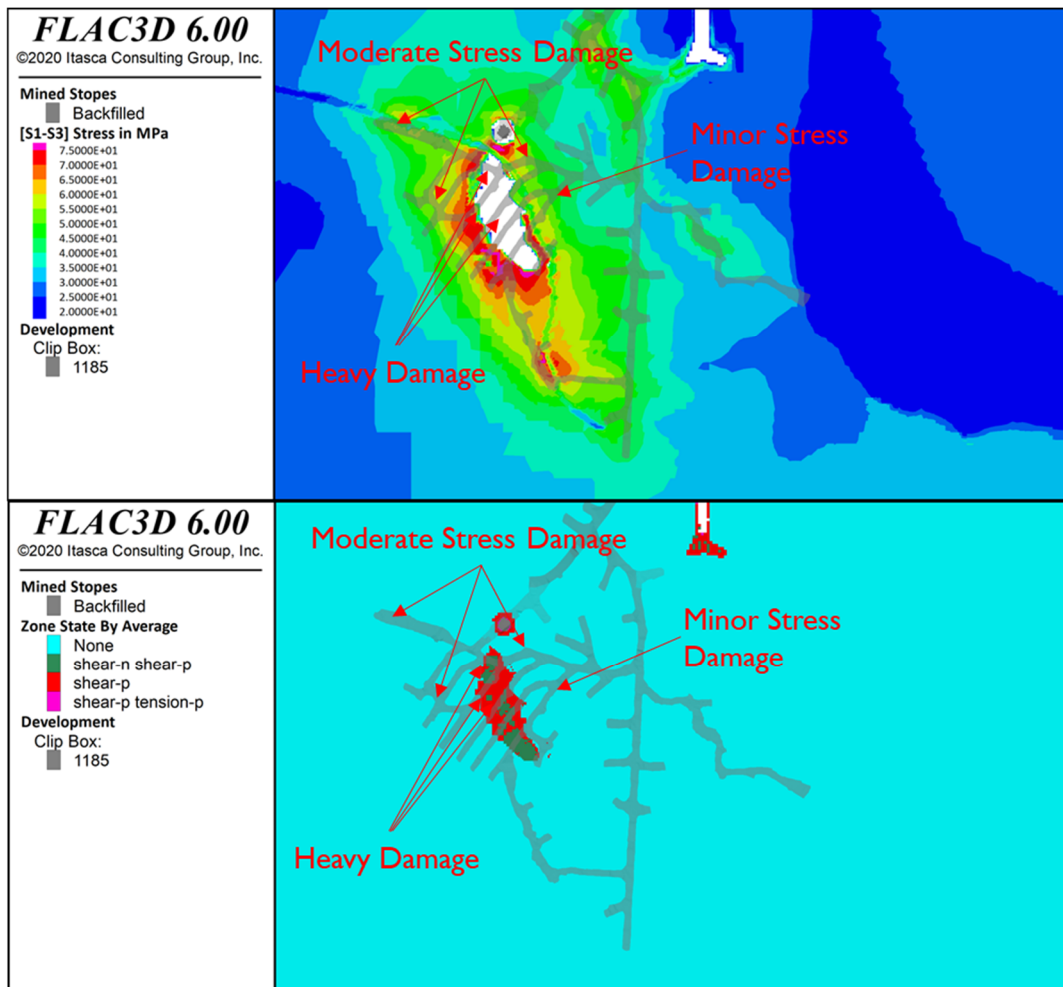 FLAC3D 6.00
©2020 Itasca Consulting Group, Inc.
Mined Stopes
Backfilled
[S1-S3] Stress in MPa
7.5000E+01
7.0000E+01
6.5000E+01
6.0000E+01
5.5000E+01
5.0000E+01
4.5000E+01
4.0000E+01
3.5000E+01
3.0000E+01
2.5000E+01
2.0000E+01
Development
Clip Box:
1185
Moderate Stress Damage
Minor Stress
Damage
Heavy Damage
FLAC3D 6.00
©2020 Itasca Consulting Group, Inc.
Mined Stopes
Backfilled
Zone State By Average
None
shear-n shear-p
shear-p
shear-p tension-p
Development
Clip Box:
1185
Moderate Stress Damage
Minor Stress
Damage
Heavy Damage